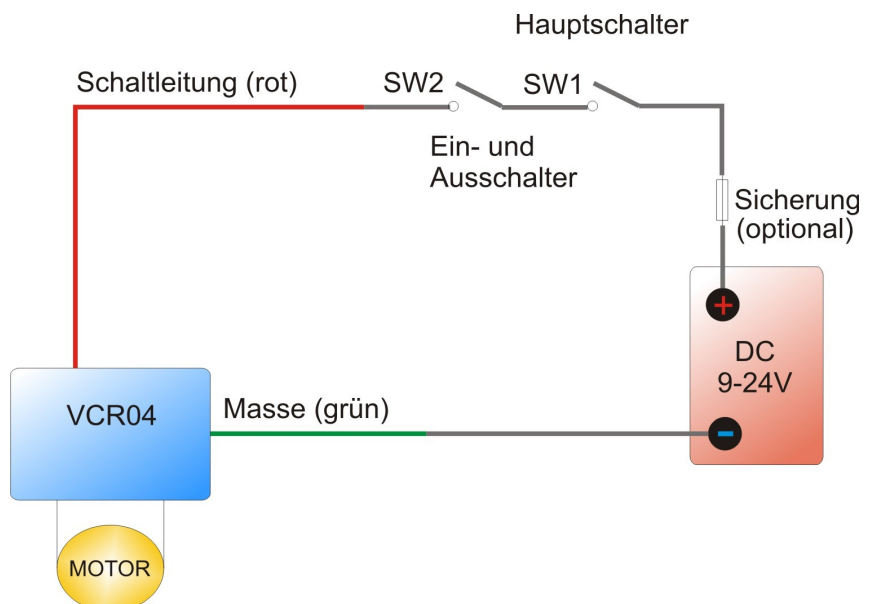 Hauptschalter
Schaltleitung (rot)
SW2
SW1
Ein- und
Ausschalter
Sicherung
(optional)
+
DC
9-24V
-
VCR04
Masse (grün)
MOTOR